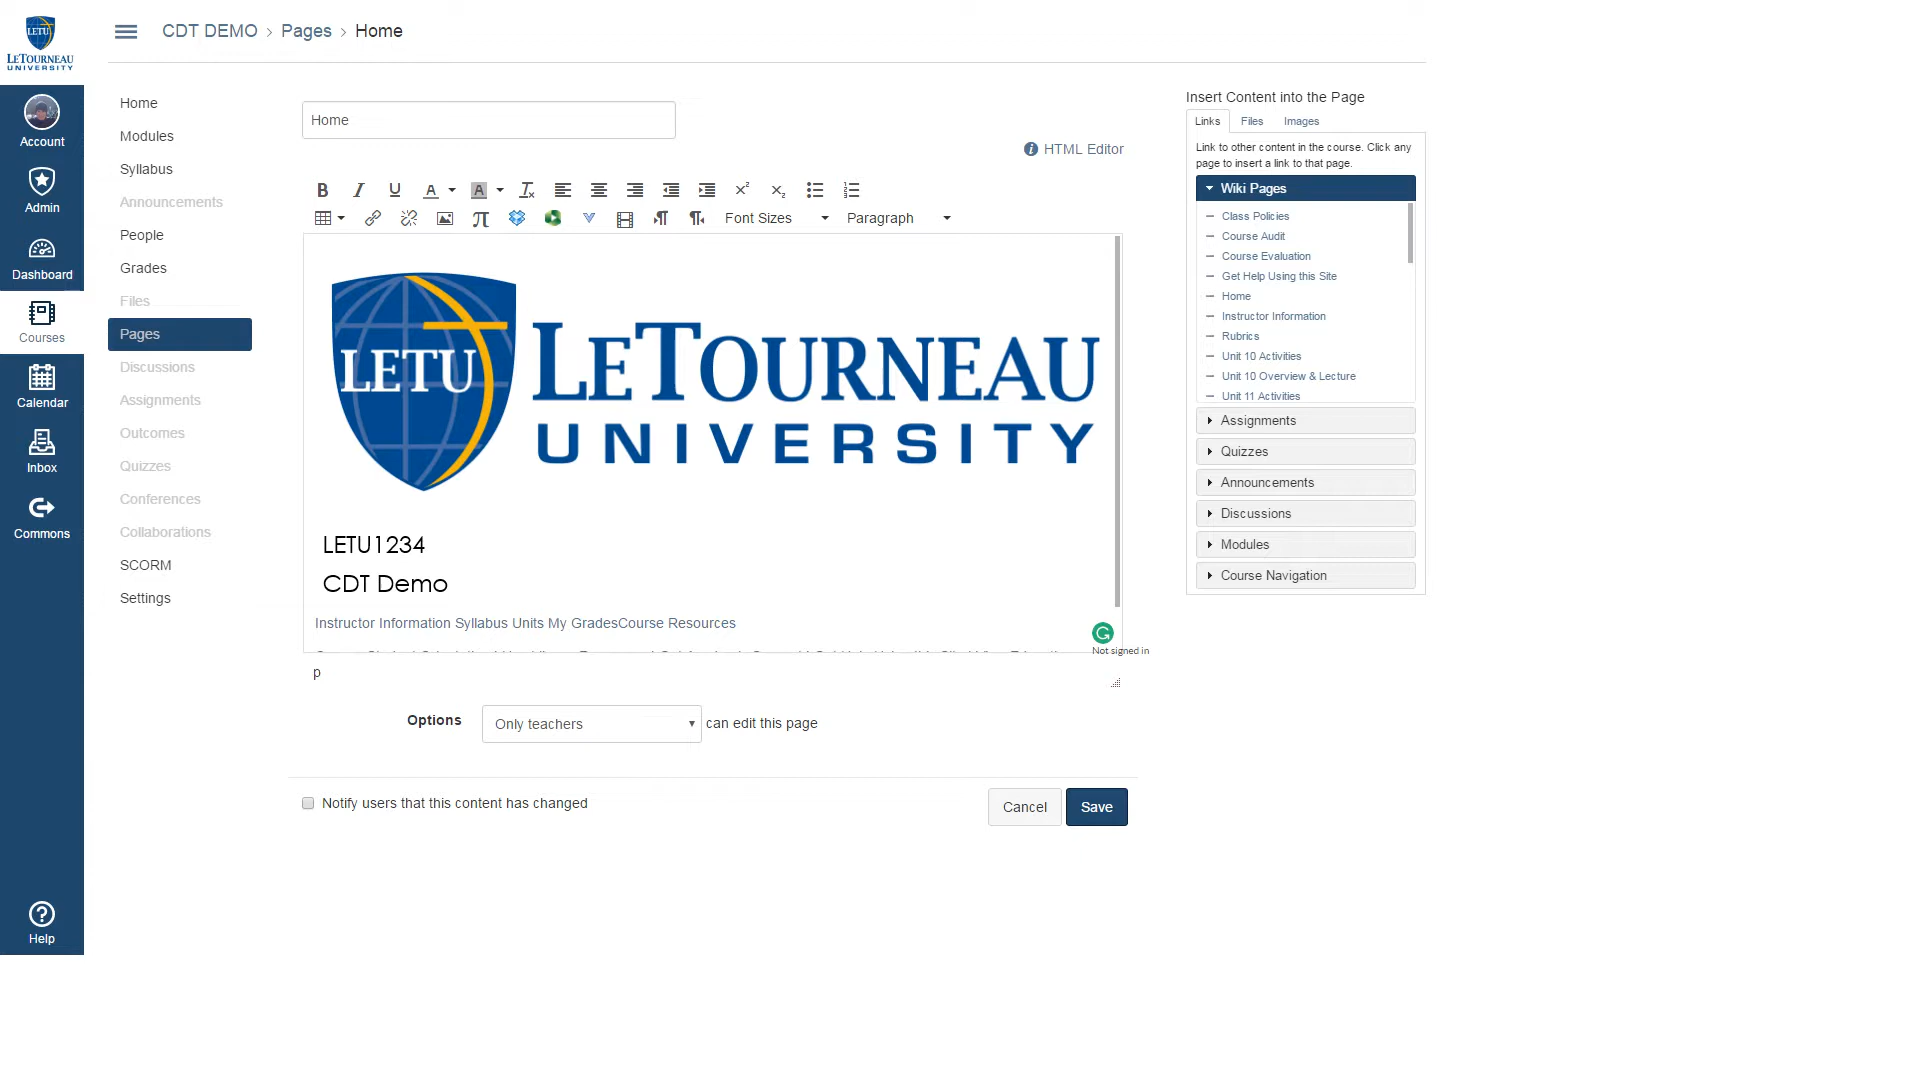 LETU
LETOURNEAU
UNIVERSITY
CDT DEMO > Pages > Home
Account
Admin
Dashboard
Courses
Calendar
Inbox
Commons
Help
Home
Modules
Syllabus
Announcements
People
Grades
Files
Pages
Discussions
Assignments
Outcomes
Quizzes
Conferences
Collaborations
SCORM
Settings
Home
HTML Editor
B I U A A Tx x² x₂
π Font Sizes Paragraph
LETU LETOURNEAU
UNIVERSITY
LETU1234
CDT Demo
Instructor Information Syllabus Units My GradesCourse Resources
Not signed in
p
Options Only teachers can edit this page
Notify users that this content has changed
Cancel Save
Insert Content into the Page
Links Files Images
Link to other content in the course. Click any
page to insert a link to that page.
Wiki Pages
Class Policies
Course Audit
Course Evaluation
Get Help Using this Site
Home
Instructor Information
Rubrics
Unit 10 Activities
Unit 10 Overview & Lecture
Unit 11 Activities
Assignments
Quizzes
Announcements
Discussions
Modules
Course Navigation